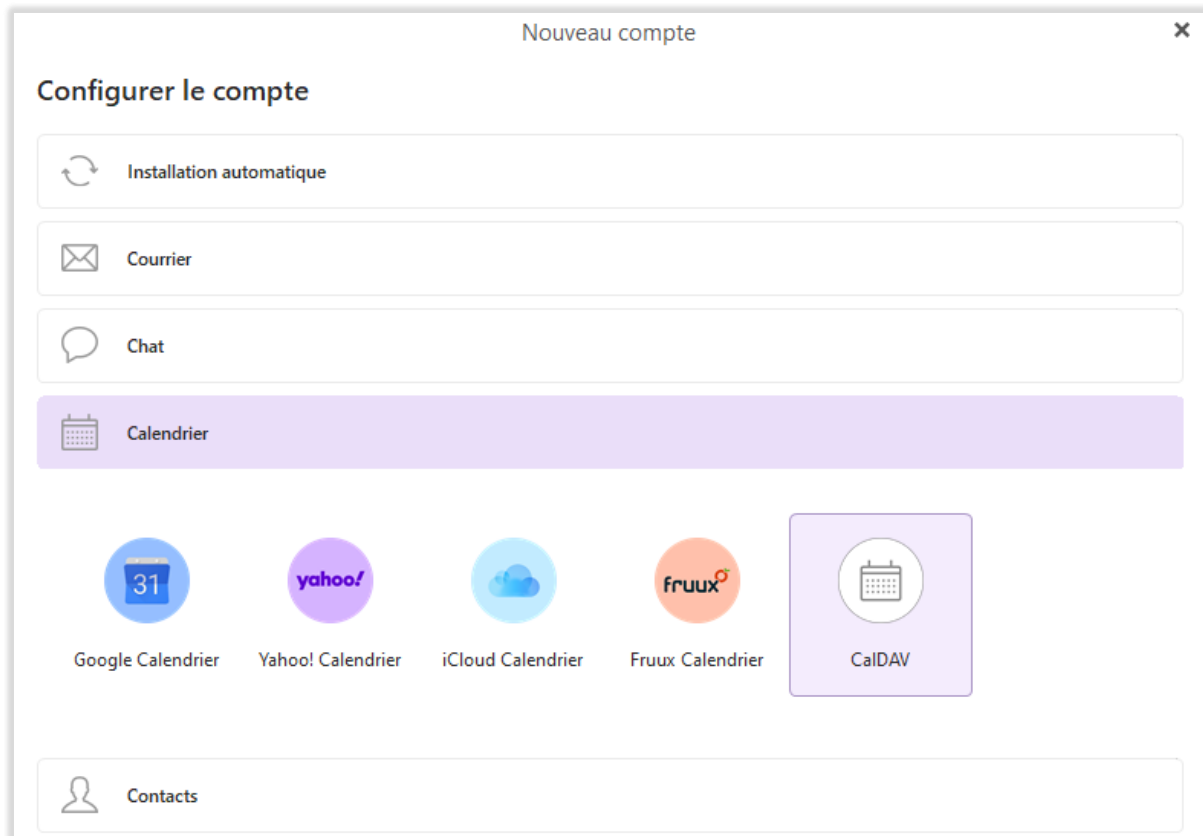 Nouveau compte
Configurer le compte
Installation automatique
Courrier
Chat
Calendrier
31
yahoo!
fruux
Google Calendrier
Yahoo! Calendrier
iCloud Calendrier
Fruux Calendrier
CalDAV
Contacts